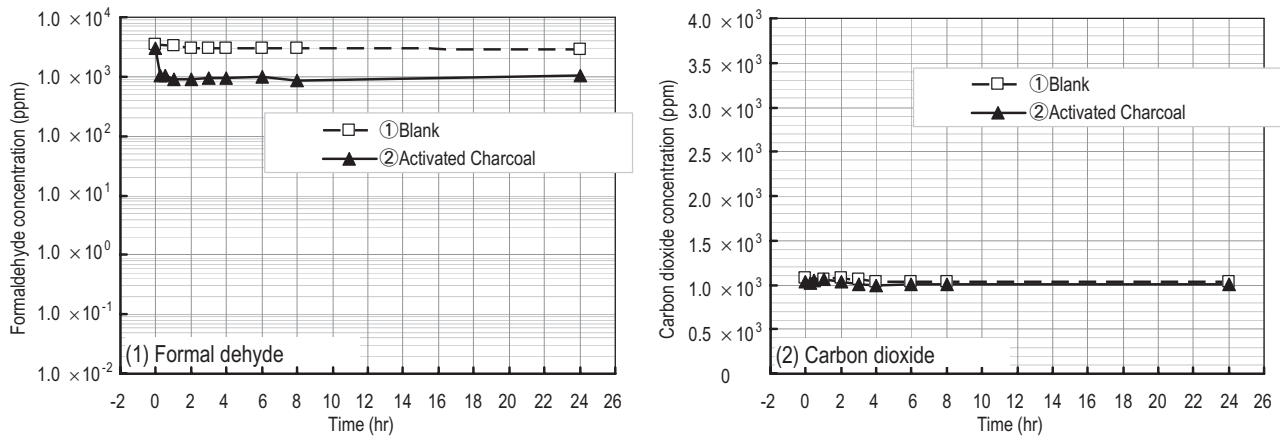 Formaldehyde concentration (ppm)
1.0 ×10⁴
1.0 ×10³
1.0 ×10²
1.0 ×10¹
1.0 ×10⁰
1.0 ×10⁻¹
1.0 ×10⁻²
①Blank
②Activated Charcoal
(1) Formal dehyde
-2 0 2 4 6 8 10 12 14 16 18 20 22 24 26
Time (hr)
Carbon dioxide concentration (ppm)
4.0 ×10³
3.5 ×10³
3.0 ×10³
2.5 ×10³
2.0 ×10³
1.5 ×10³
1.0 ×10³
0.5 ×10³
0
①Blank
②Activated Charcoal
(2) Carbon dioxide
-2 0 2 4 6 8 10 12 14 16 18 20 22 24 26
Time (hr)